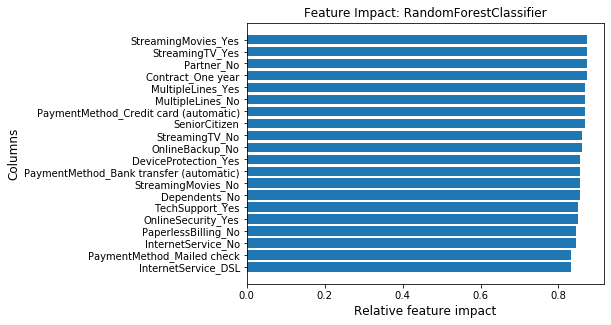 Feature Impact: RandomForestClassifier
StreamingMovies_Yes
StreamingTV_Yes
Partner_No
Contract_One year
MultipleLines_Yes
MultipleLines_No
PaymentMethod_Credit card (automatic)
SeniorCitizen
StreamingTV_No
OnlineBackup_No
DeviceProtection_Yes
PaymentMethod_Bank transfer (automatic)
StreamingMovies_No
Dependents_No
TechSupport_Yes
OnlineSecurity_Yes
PaperlessBilling_No
InternetService_No
PaymentMethod_Mailed check
InternetService_DSL
Columns
0.0 0.2 0.4 0.6 0.8
Relative feature impact